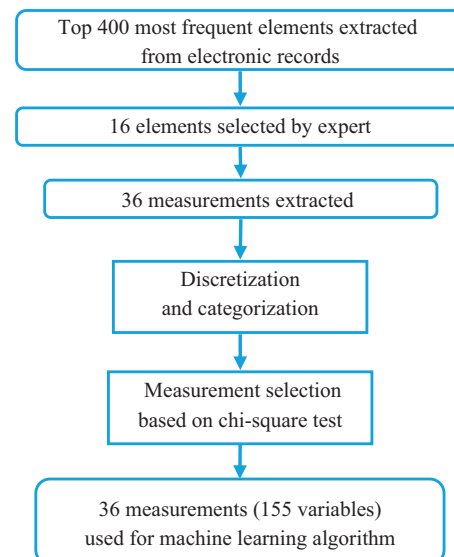 Top 400 most frequent elements extracted
from electronic records
16 elements selected by expert
36 measurements extracted
Discretization
and categorization
Measurement selection
based on chi-square test
36 measurements (155 variables)
used for machine learning algorithm